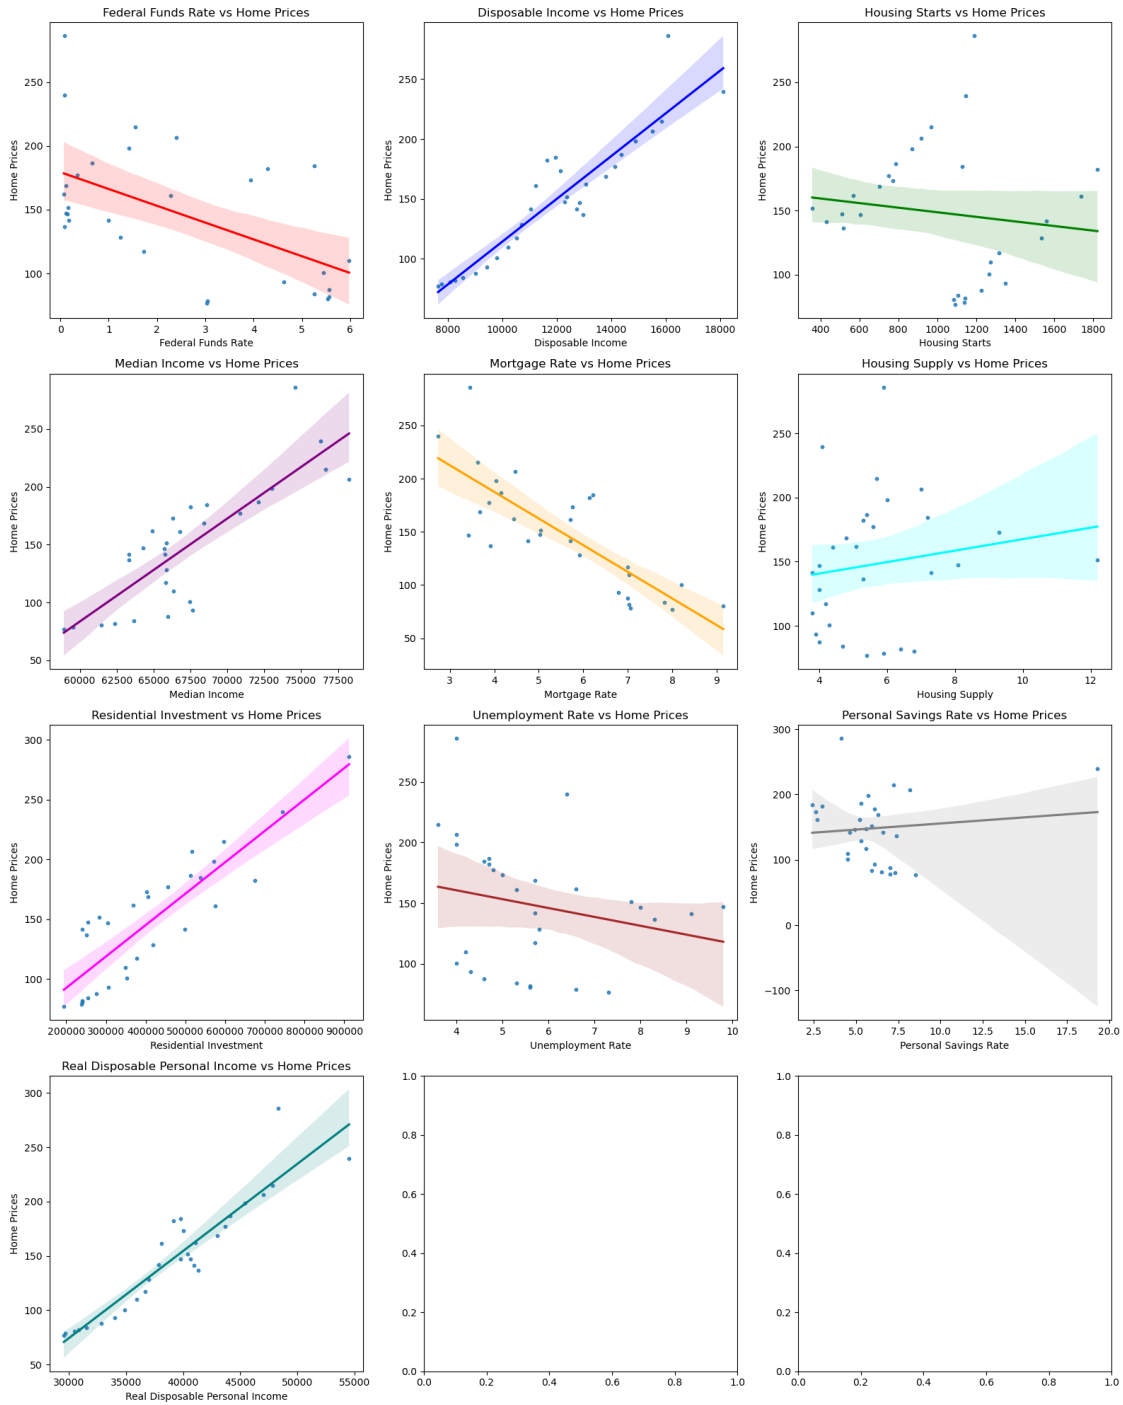 Federal Funds Rate vs Home Prices
Home Prices
250
200
150
100
0 1 2 3 4 5 6
Federal Funds Rate
Disposable Income vs Home Prices
Home Prices
250
200
150
100
8000 10000 12000 14000 16000 18000
Disposable Income
Housing Starts vs Home Prices
Home Prices
250
200
150
100
400 600 800 1000 1200 1400 1600 1800
Housing Starts
Median Income vs Home Prices
Home Prices
250
200
150
100
50
60000 62500 65000 67500 70000 72500 75000 77500
Median Income
Mortgage Rate vs Home Prices
Home Prices
250
200
150
100
50
3 4 5 6 7 8 9
Mortgage Rate
Housing Supply vs Home Prices
Home Prices
250
200
150
100
4 6 8 10 12
Housing Supply
Residential Investment vs Home Prices
Home Prices
300
250
200
150
100
200000 300000 400000 500000 600000 700000 800000 900000
Residential Investment
Unemployment Rate vs Home Prices
Home Prices
250
200
150
100
4 5 6 7 8 9 10
Unemployment Rate
Personal Savings Rate vs Home Prices
Home Prices
300
200
100
0
−100
2.5 5.0 7.5 10.0 12.5 15.0 17.5 20.0
Personal Savings Rate
Real Disposable Personal Income vs Home Prices
Home Prices
300
250
200
150
100
50
30000 35000 40000 45000 50000 55000
Real Disposable Personal Income
1.0
0.8
0.6
0.4
0.2
0.0
0.0 0.2 0.4 0.6 0.8 1.0
1.0
0.8
0.6
0.4
0.2
0.0
0.0 0.2 0.4 0.6 0.8 1.0